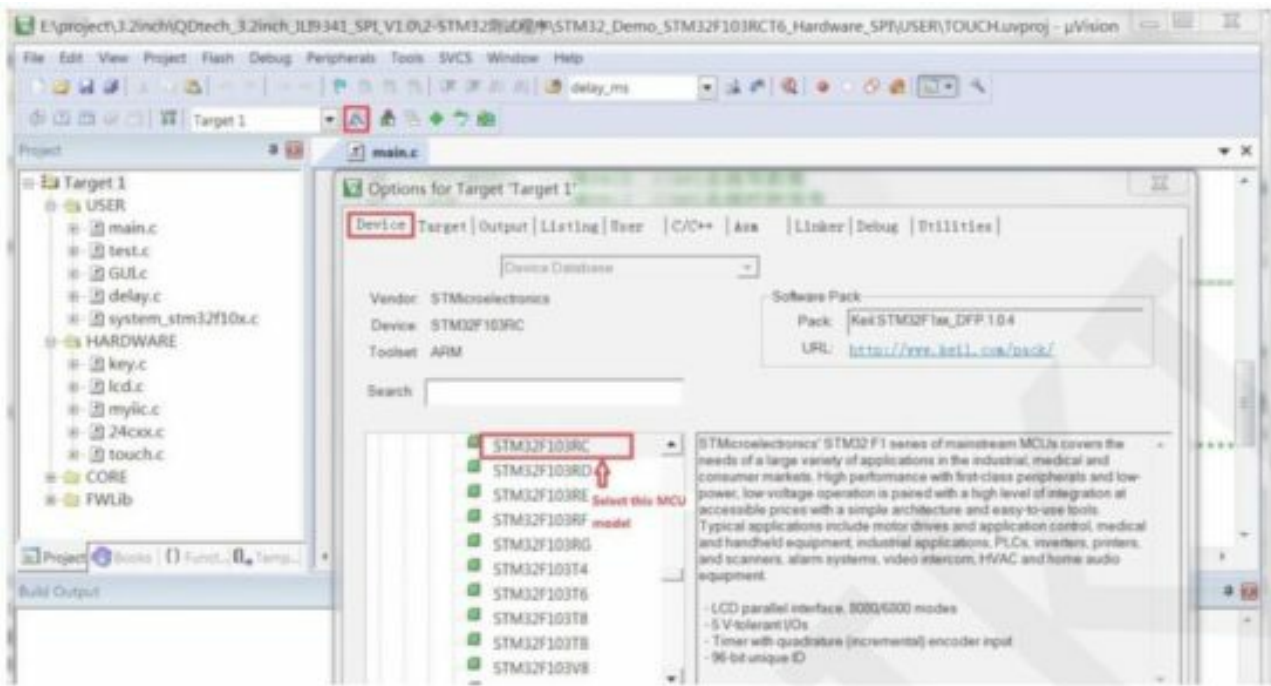 E:\project\3.2inch\QDtech_3.2inch_ILI9341_SPI_V1.0\2-STM32测试程序\STM32_Demo_STM32F103RCT6_Hardware_SPI\USER\TOUCH.uvproj - µVision
File Edit View Project Flash Debug Peripherals Tools SVCS Window Help
delay_ms
Target 1
Project
main.c
Target 1
USER
main.c
test.c
GUI.c
delay.c
system_stm32f10x.c
HARDWARE
key.c
lcd.c
myiic.c
24cxx.c
touch.c
CORE
FWLib
Project Books {} Funct... Temp...
Build Output
Options for Target 'Target 1'
Device Target Output Listing User C/C++ Asm Linker Debug Utilities
Device Database
Vendor: STMicroelectronics
Device: STM32F103RC
Toolset: ARM
Search:
Software Pack
Pack: Keil.STM32F1xx_DFP.1.0.4
URL: http://www.keil.com/pack/
STM32F103RC
STM32F103RD
STM32F103RE
STM32F103RF
STM32F103RG
STM32F103T4
STM32F103T6
STM32F103T8
STM32F103TB
STM32F103V8
Select this MCU
model
STMicroelectronics' STM32 F1 series of mainstream MCUs covers the
needs of a large variety of applications in the industrial, medical and
consumer markets. High performance with first-class peripherals and low-
power, low-voltage operation is paired with a high level of integration at
accessible prices with a simple architecture and easy-to-use tools.
Typical applications include motor drives and application control, medical
and handheld equipment, industrial applications, PLCs, inverters, printers,
and scanners, alarm systems, video intercom, HVAC and home audio
equipment.
- LCD parallel interface, 8080/6800 modes
- 5 V-tolerant I/Os
- Timer with quadrature (incremental) encoder input
- 96-bit unique ID